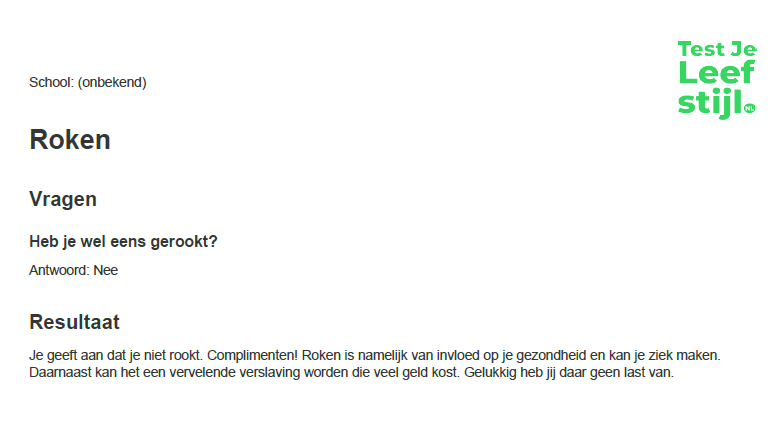 Test Je
Leef
stijl.NL
School: (onbekend)
Roken
Vragen
Heb je wel eens gerookt?
Antwoord: Nee
Resultaat
Je geeft aan dat je niet rookt. Complimenten! Roken is namelijk van invloed op je gezondheid en kan je ziek maken.
Daarnaast kan het een vervelende verslaving worden die veel geld kost. Gelukkig heb jij daar geen last van.